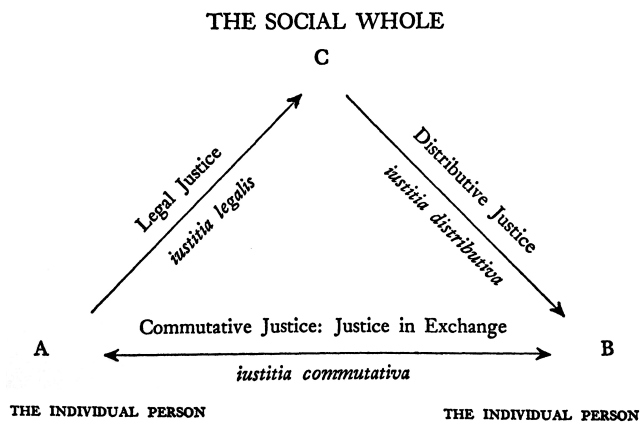 THE SOCIAL WHOLE
C
Legal Justice
iustitia legalis
Distributive Justice
iustitia distributiva
Commutative Justice: Justice in Exchange
A
B
iustitia commutativa
THE INDIVIDUAL PERSON
THE INDIVIDUAL PERSON